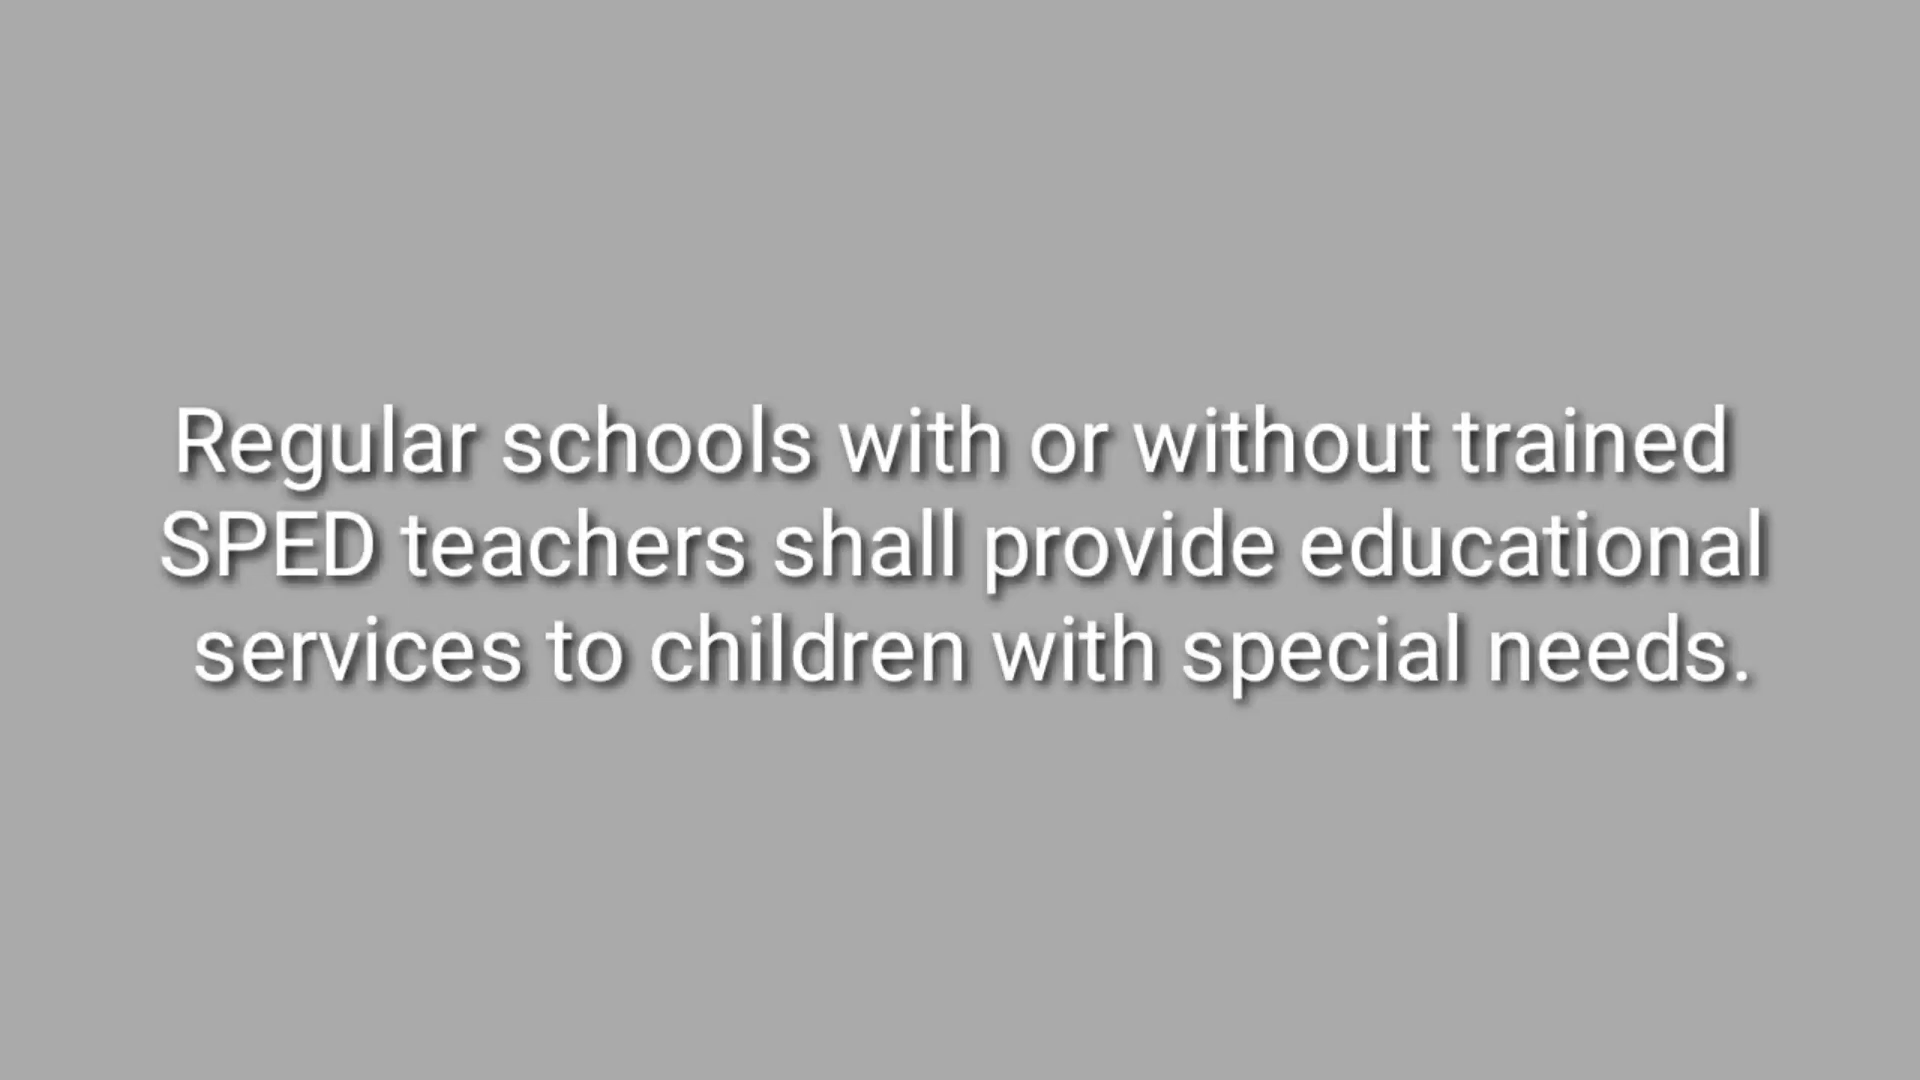 Regular schools with or without trained
SPED teachers shall provide educational
services to children with special needs.